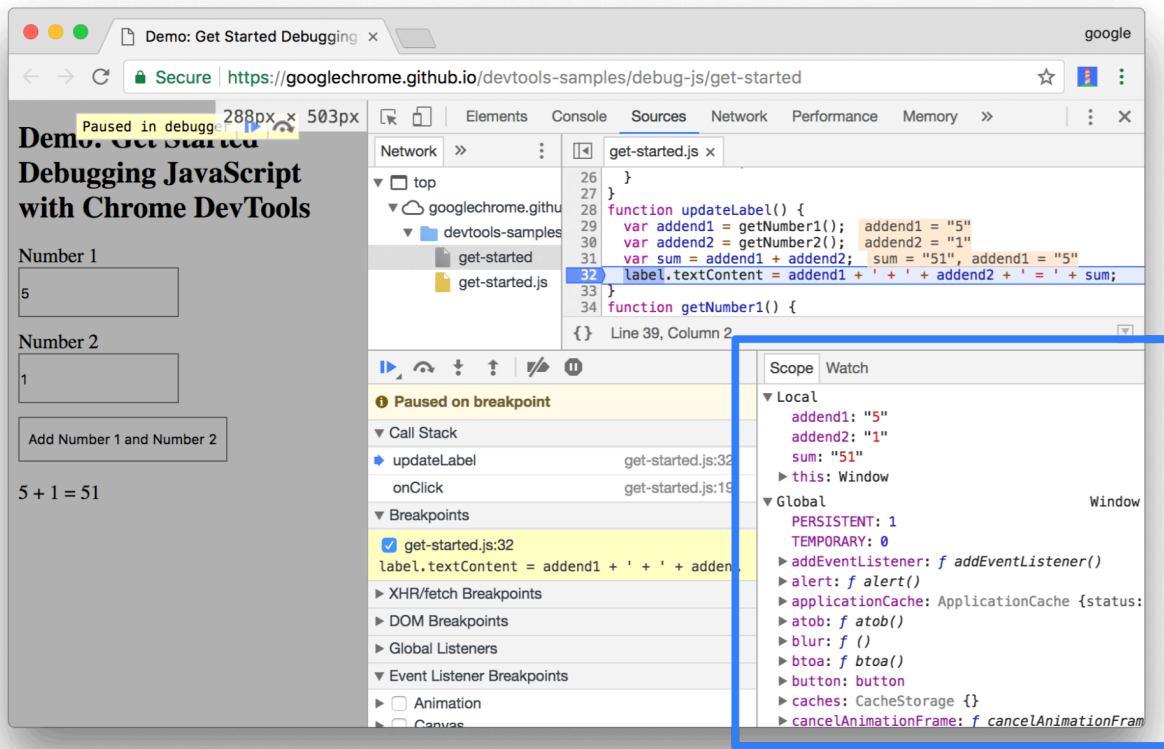 Demo: Get Started Debugging
google
Secure
https://googlechrome.github.io/devtools-samples/debug-js/get-started
288px × 503px
Paused in debugger
Demo: Get Started
Debugging JavaScript
with Chrome DevTools
Number 1
5
Number 2
1
Add Number 1 and Number 2
5 + 1 = 51
Elements Console Sources Network Performance Memory »
Network »
top
googlechrome.githu
devtools-samples
get-started
get-started.js
get-started.js ×
26 }
27 }
28 function updateLabel() {
29 var addend1 = getNumber1(); addend1 = "5"
30 var addend2 = getNumber2(); addend2 = "1"
31 var sum = addend1 + addend2; sum = "51", addend1 = "5"
32 label.textContent = addend1 + ' + ' + addend2 + ' = ' + sum;
33 }
34 function getNumber1() {
{} Line 39, Column 2
Paused on breakpoint
Call Stack
updateLabel get-started.js:32
onClick get-started.js:19
Breakpoints
get-started.js:32
label.textContent = addend1 + ' + ' + adden
XHR/fetch Breakpoints
DOM Breakpoints
Global Listeners
Event Listener Breakpoints
Animation
Canvas
Scope Watch
Local
addend1: "5"
addend2: "1"
sum: "51"
this: Window
Global Window
PERSISTENT: 1
TEMPORARY: 0
addEventListener: ƒ addEventListener()
alert: ƒ alert()
applicationCache: ApplicationCache {status:
atob: ƒ atob()
blur: ƒ ()
btoa: ƒ btoa()
button: button
caches: CacheStorage {}
cancelAnimationFrame: ƒ cancelAnimationFram